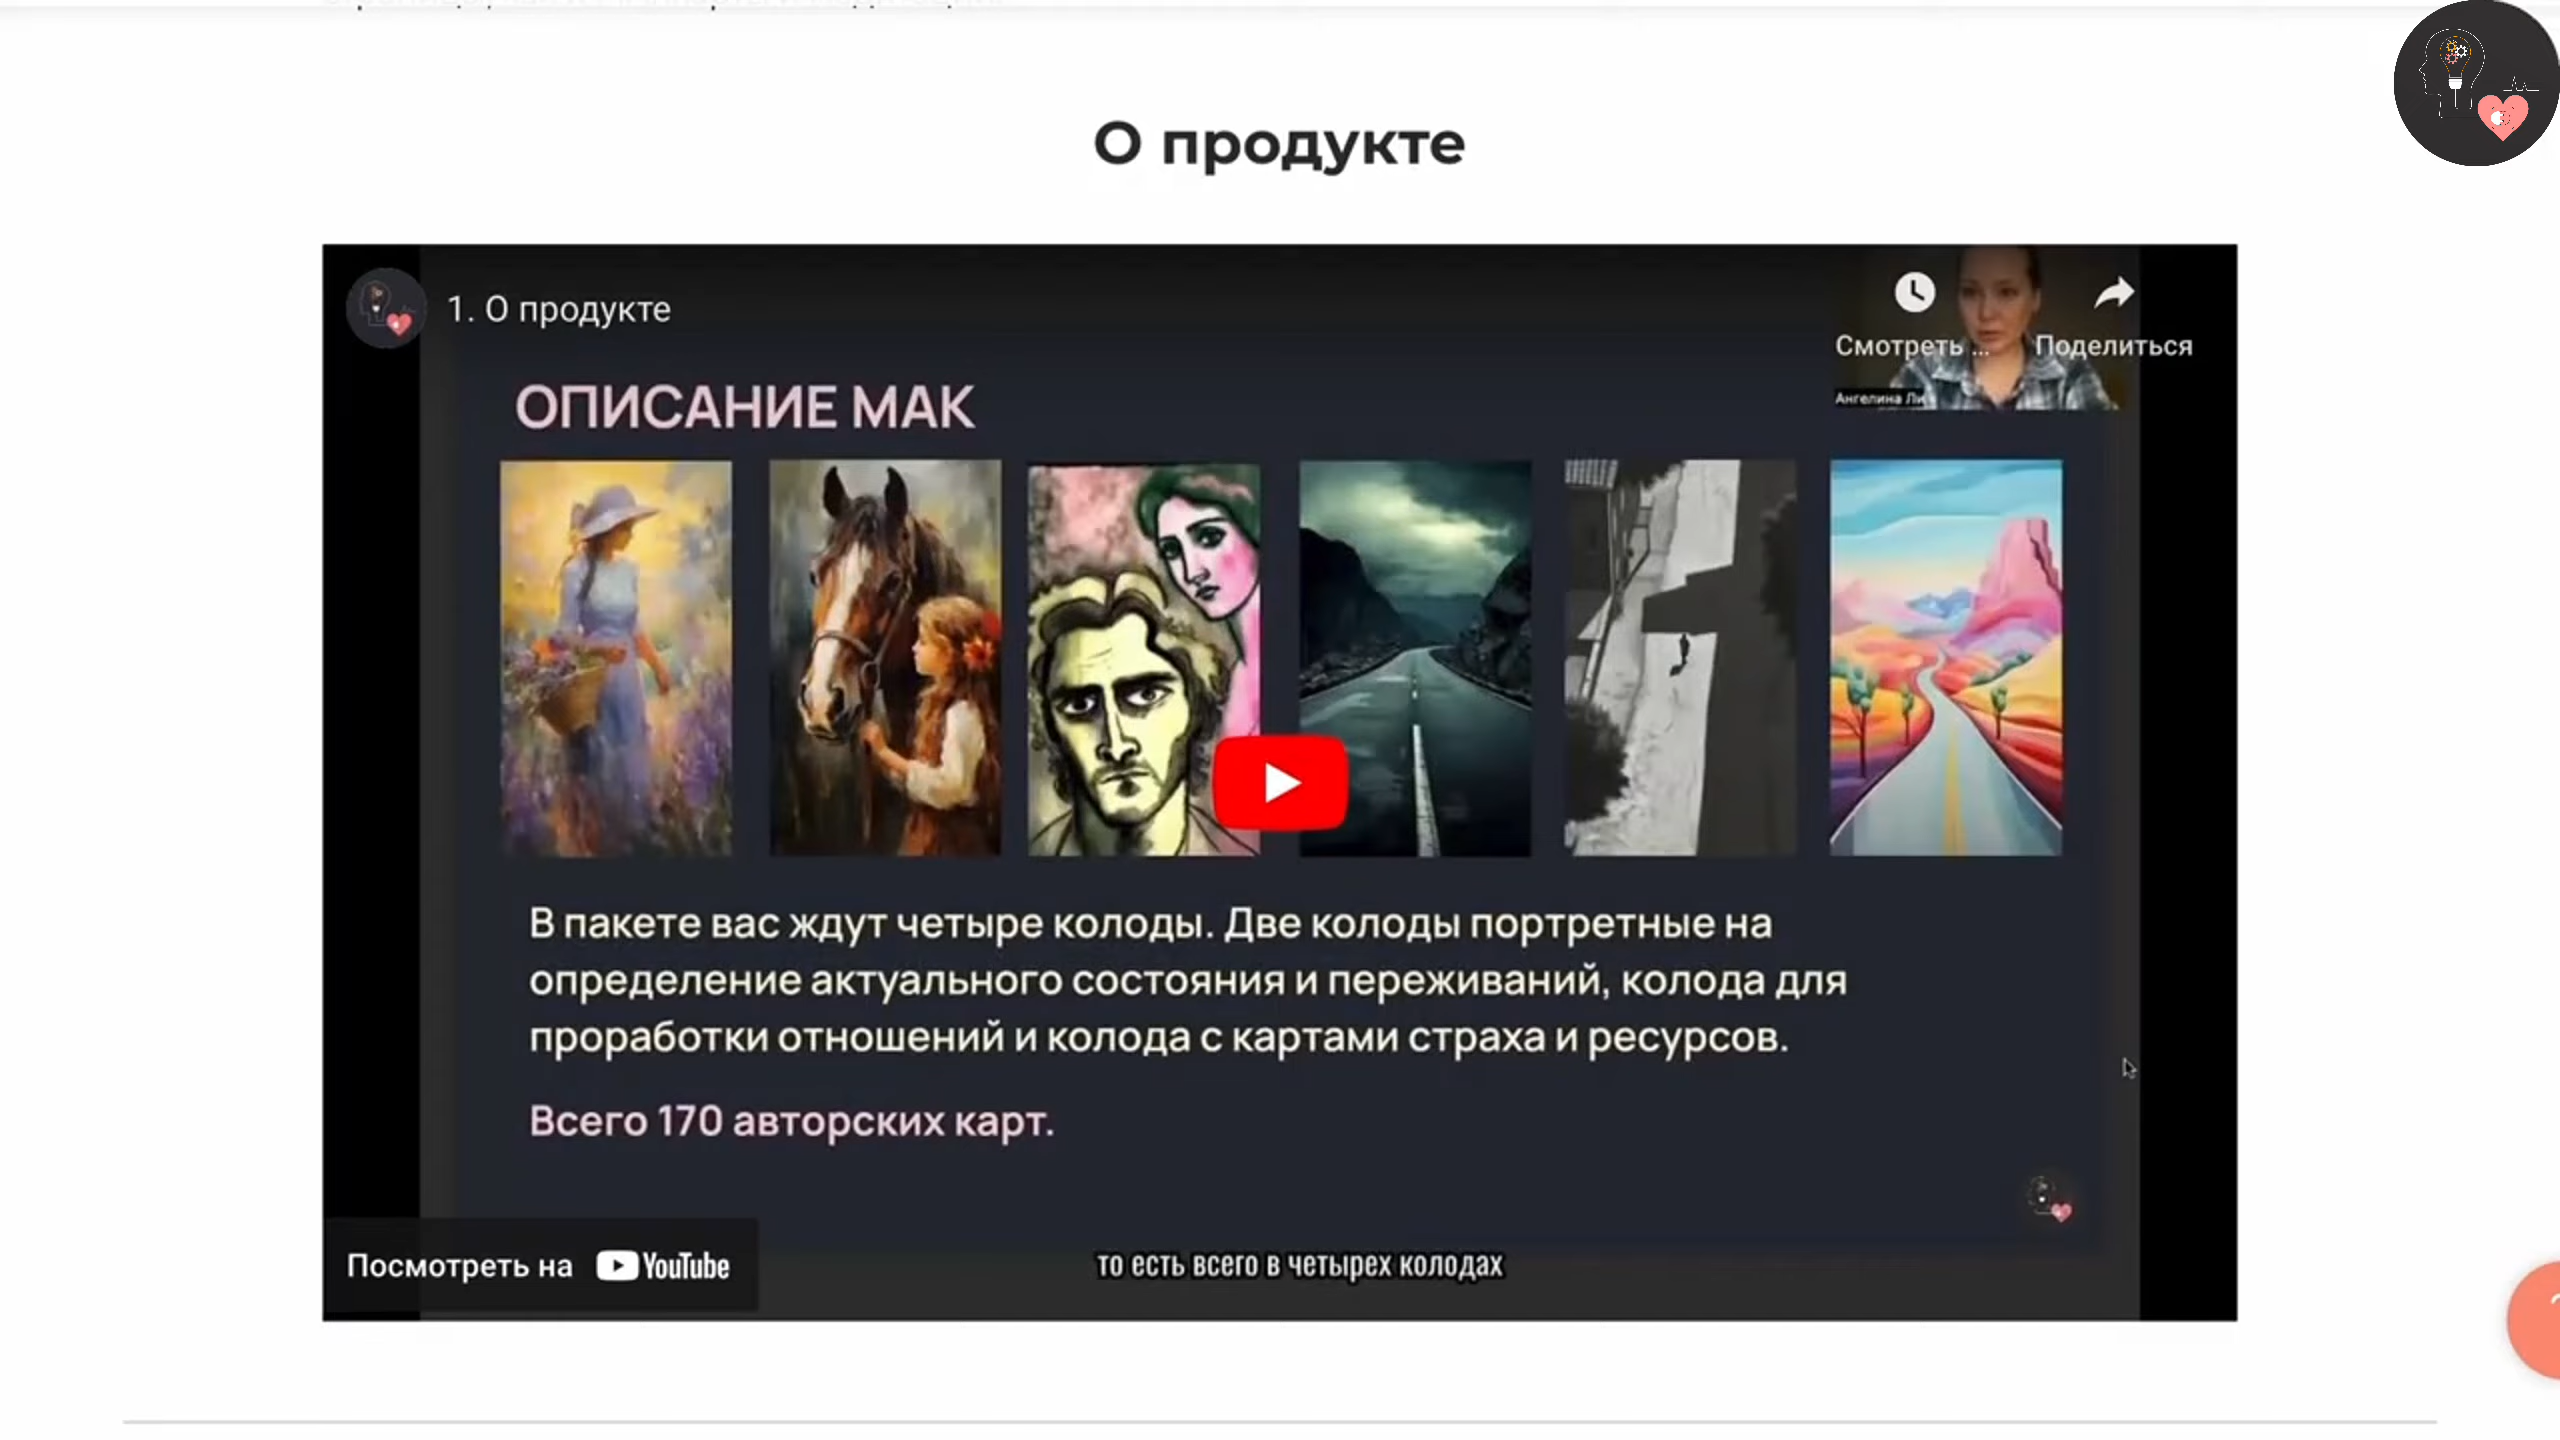 О продукте
1. О продукте
Смотреть ...
Поделиться
ОПИСАНИЕ МАК
В пакете вас ждут четыре колоды. Две колоды портретные на
определение актуального состояния и переживаний, колода для
проработки отношений и колода с картами страха и ресурсов.
Всего 170 авторских карт.
Посмотреть на YouTube
то есть всего в четырех колодах